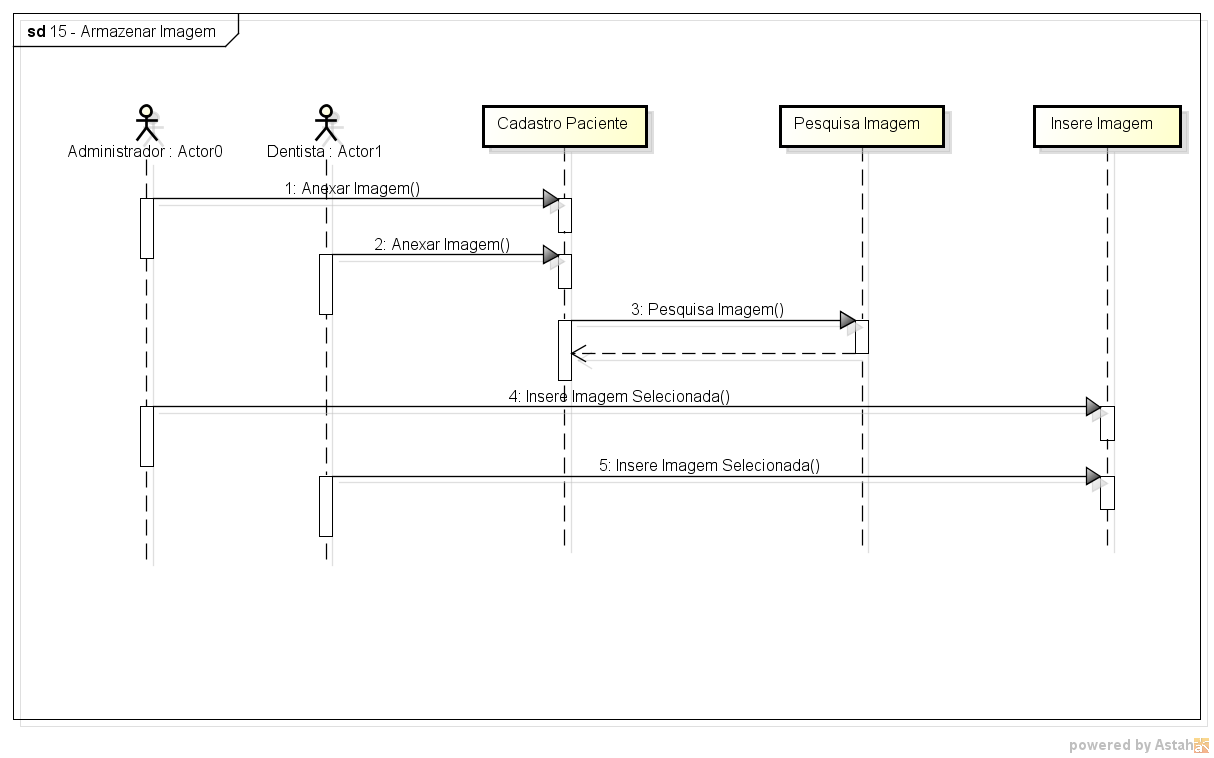 sd 15 - Armazenar Imagem
Administrador : Actor0
Dentista : Actor1
Cadastro Paciente
Pesquisa Imagem
Insere Imagem
1: Anexar Imagem()
2: Anexar Imagem()
3: Pesquisa Imagem()
4: Insere Imagem Selecionada()
5: Insere Imagem Selecionada()
powered by Astah